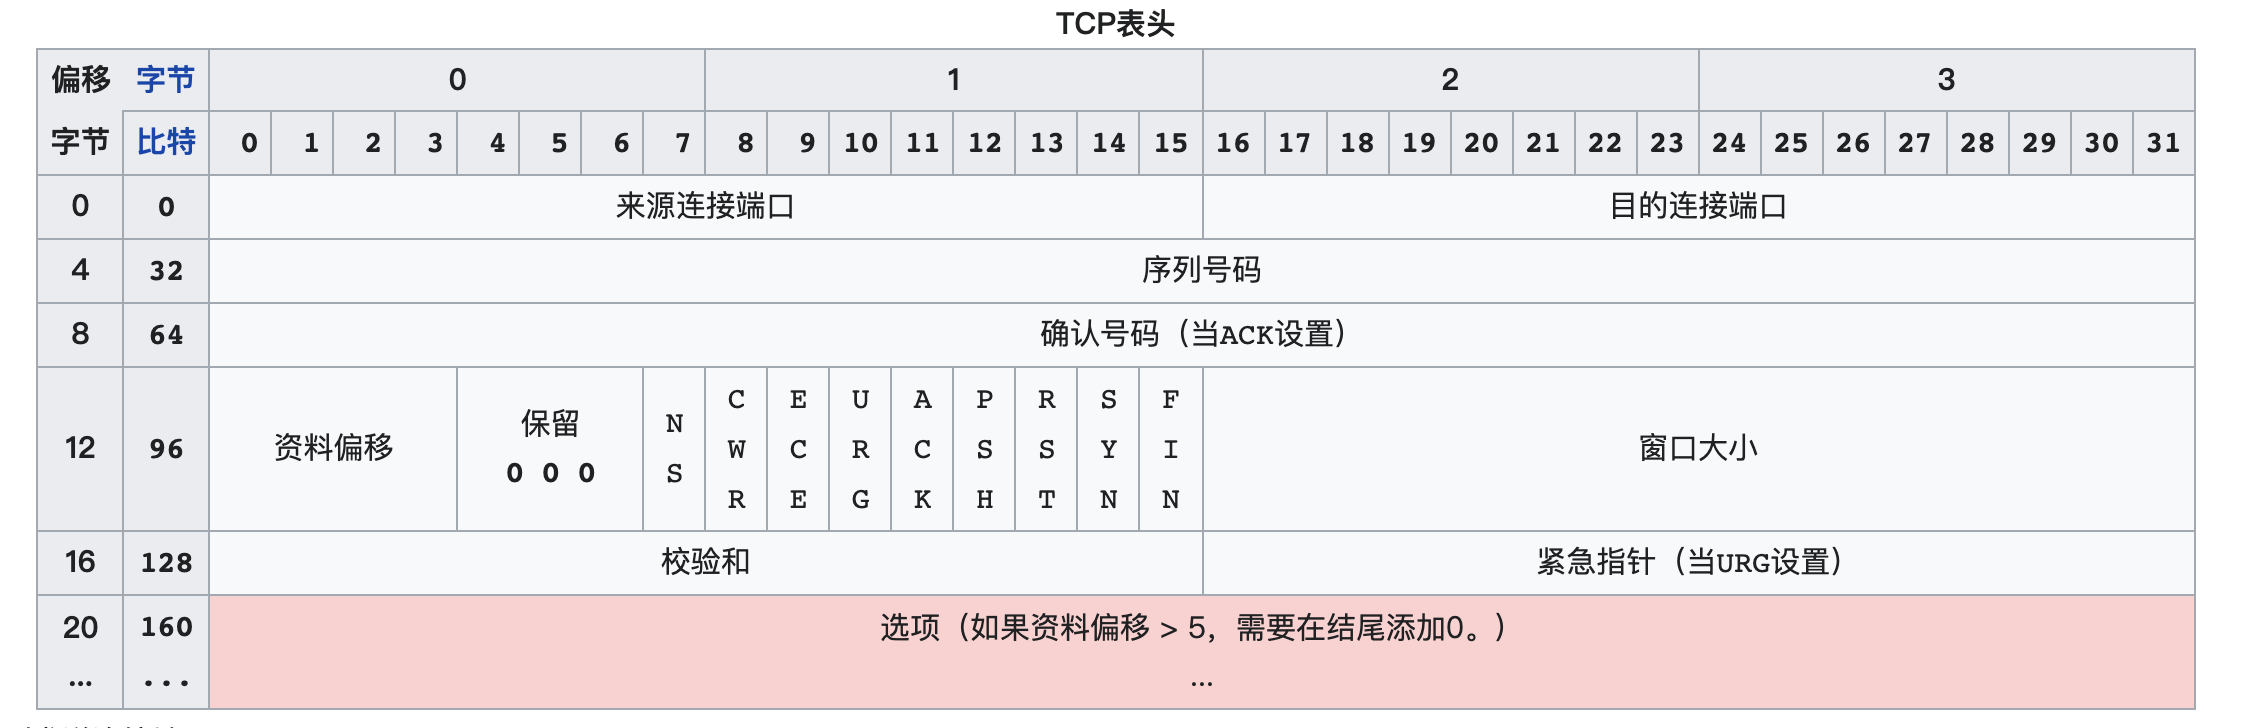 TCP表头
偏移 字节 0 1 2 3
字节 比特 0 1 2 3 4 5 6 7 8 9 10 11 12 13 14 15 16 17 18 19 20 21 22 23 24 25 26 27 28 29 30 31
0 0 来源连接端口 目的连接端口
4 32 序列号码
8 64 确认号码（当ACK设置）
12 96 资料偏移 保留 0 0 0 NS CWR ECE URG ACK PSH RST SYN FIN 窗口大小
16 128 校验和 紧急指针（当URG设置）
20 160 选项（如果资料偏移 > 5，需要在结尾添加0。）
... ... ...